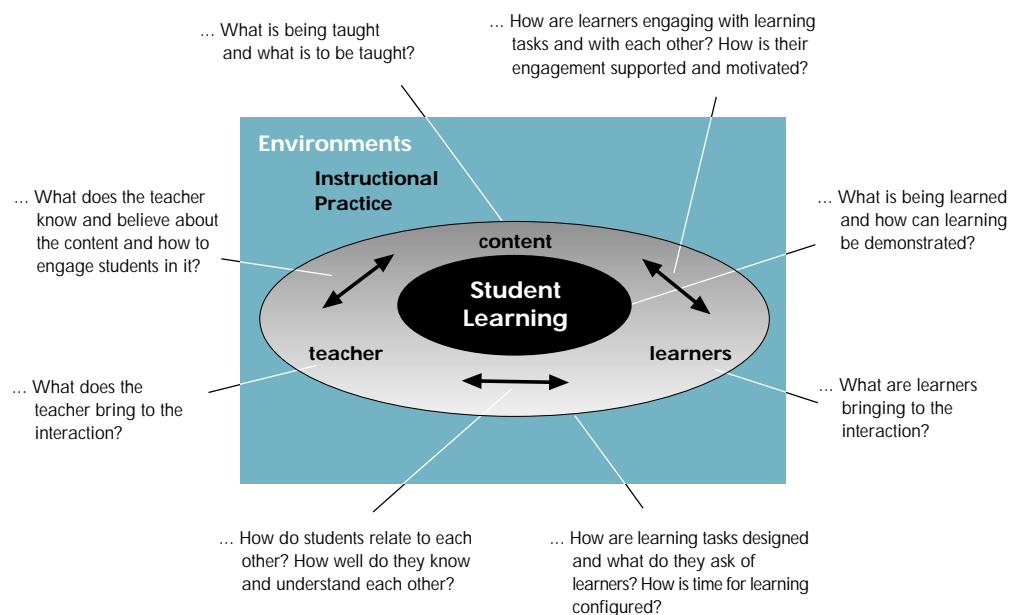 ... What is being taught
and what is to be taught?
... How are learners engaging with learning
tasks and with each other? How is their
engagement supported and motivated?
Environments
Instructional
Practice
... What does the teacher
know and believe about
the content and how to
engage students in it?
... What is being learned
and how can learning
be demonstrated?
content
Student
Learning
teacher
learners
... What does the
teacher bring to the
interaction?
... What are learners
bringing to the
interaction?
... How do students relate to each
other? How well do they know
and understand each other?
... How are learning tasks designed
and what do they ask of
learners? How is time for learning
configured?